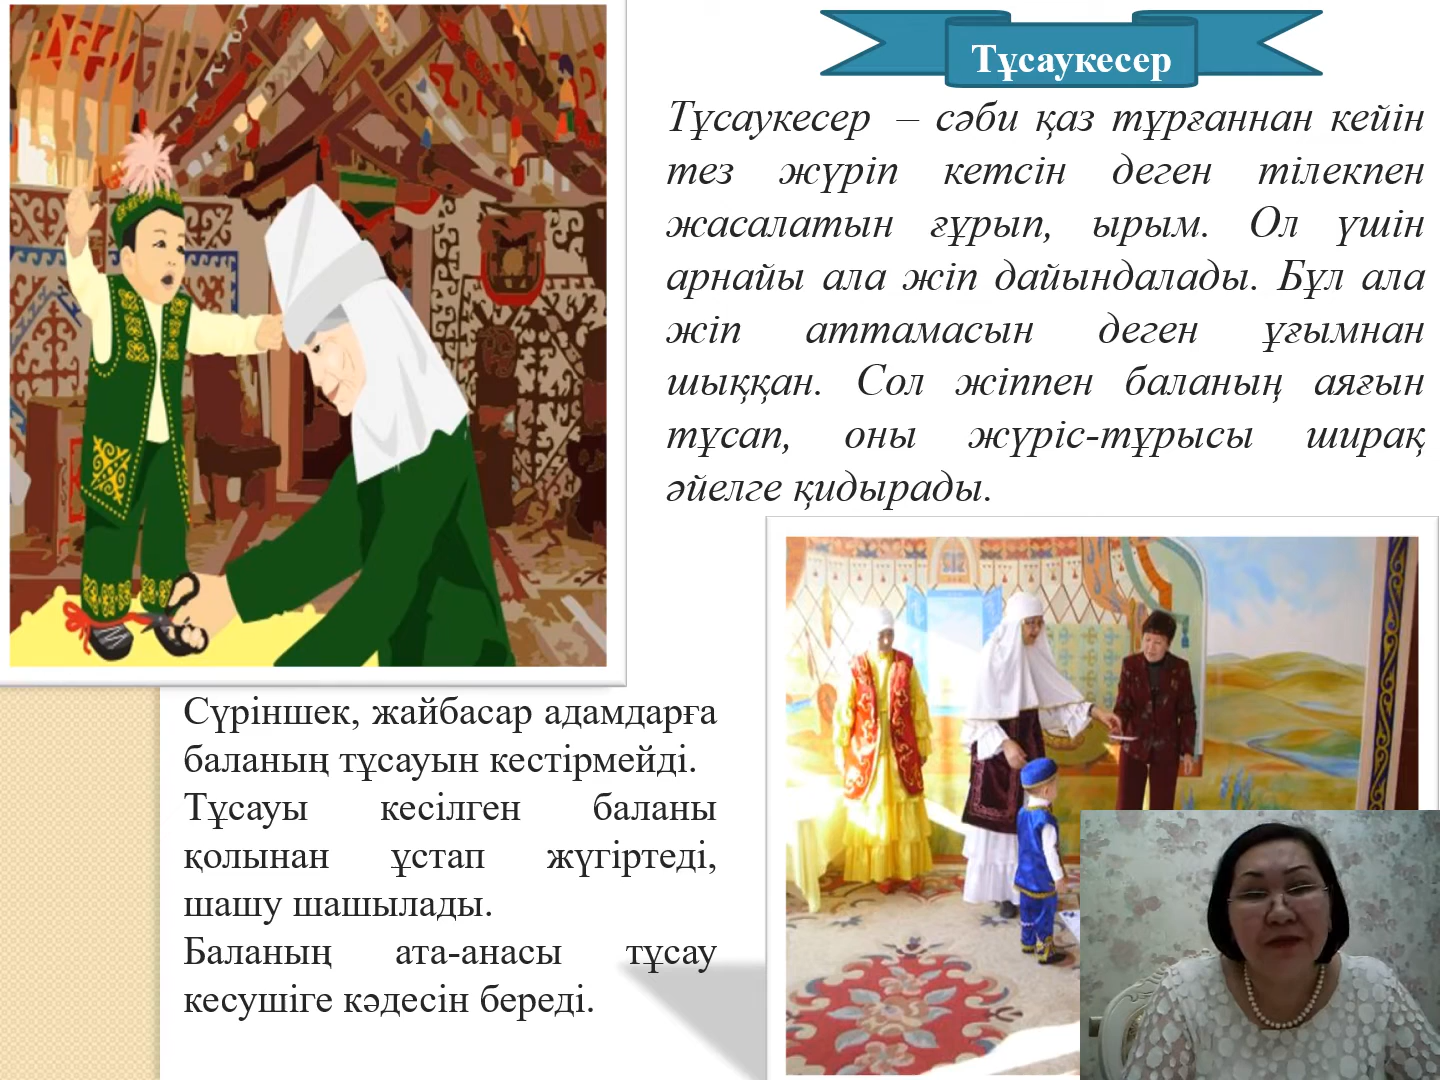 Тұсаукесер
Тұсаукесер – сәби қаз тұрғаннан кейін
тез жүріп кетсін деген тілекпен
жасалатын ғұрып, ырым. Ол үшін
арнайы ала жіп дайындалады. Бұл ала
жіп аттамасын деген ұғымнан
шыққан. Сол жіппен баланың аяғын
тұсап, оны жүріс-тұрысы ширақ
әйелге қидырады.
Сүріншек, жайбасар адамдарға
баланың тұсауын кестірмейді.
Тұсауы кесілген баланы
қолынан ұстап жүгіртеді,
шашу шашылады.
Баланың ата-анасы тұсау
кесушіге кәдесін береді.